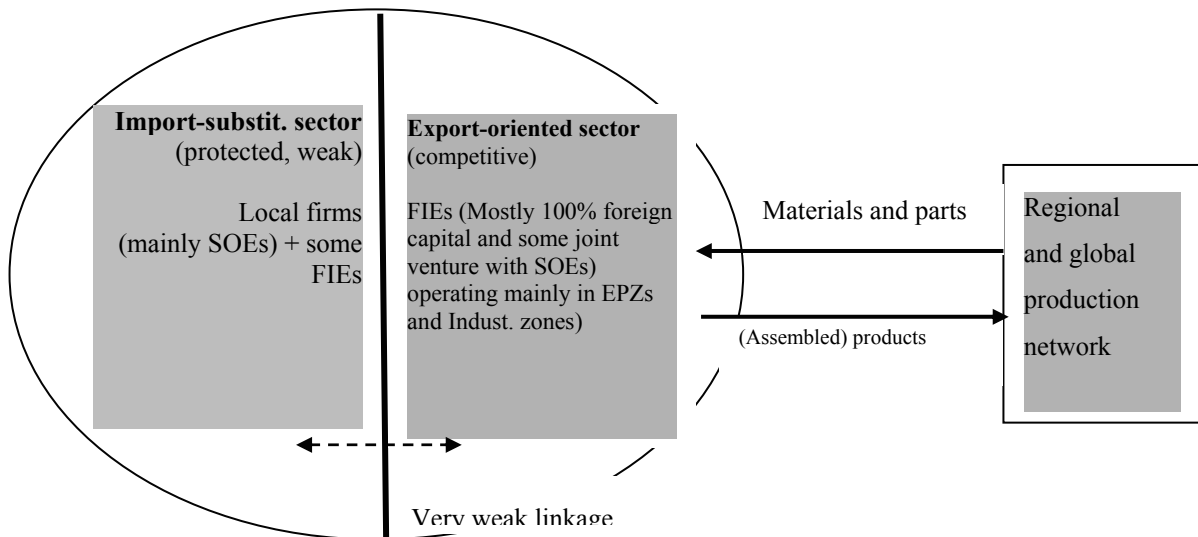 Import-substit. sector
(protected, weak)
Local firms
(mainly SOEs) + some
FIEs
Export-oriented sector
(competitive)
FIEs (Mostly 100% foreign
capital and some joint
venture with SOEs)
operating mainly in EPZs
and Indust. zones)
Materials and parts
(Assembled) products
Regional
and global
production
network
Very weak linkage